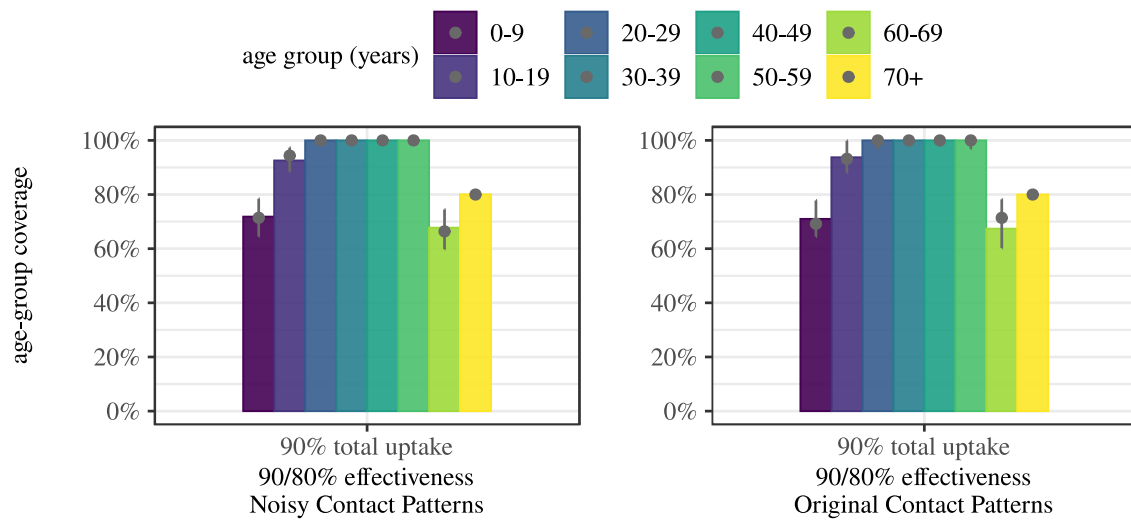 age group (years)
0-9 20-29 40-49 60-69
10-19 30-39 50-59 70+
age-group coverage
100%
80%
60%
40%
20%
0%
90% total uptake
90/80% effectiveness
Noisy Contact Patterns
100%
80%
60%
40%
20%
0%
90% total uptake
90/80% effectiveness
Original Contact Patterns